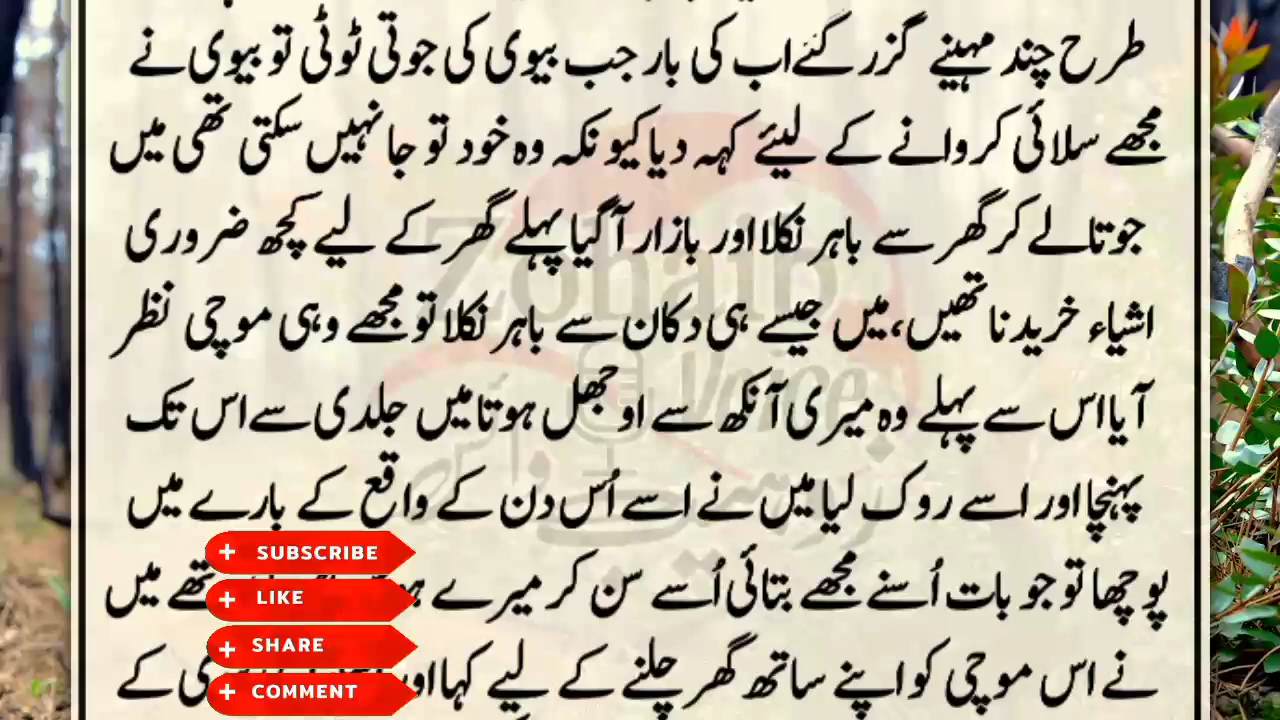 طرح چند مہینے گزر گئے اب کی بار جب بیوی کی جوتی ٹوٹی تو بیوی نے
مجھے سلائی کروانے کے لیئے کہہ دیا کیونکہ وہ خود تو جا نہیں سکتی تھی میں
جوتا لے کر گھر سے باہر نکلا اور بازار آگیا پہلے گھر کے لیے کچھ ضروری
اشیاء خریدنا تھیں، میں جیسے ہی دکان سے باہر نکلا تو مجھے وہی موچی نظر
آیا اس سے پہلے وہ میری آنکھ سے اوجھل ہوتا میں جلدی سے اس تک
پہنچا اور اسے روک لیا میں نے اسے اُس دن کے واقع کے بارے میں
پوچھا تو جو بات اُسنے مجھے بتائی اُسے سن کر میرے تھے میں
نے اس موچی کو اپنے ساتھ گھر چلنے کے لیے کہا اور کے
Zohaib
Voice
+ SUBSCRIBE
+ LIKE
+ SHARE
+ COMMENT